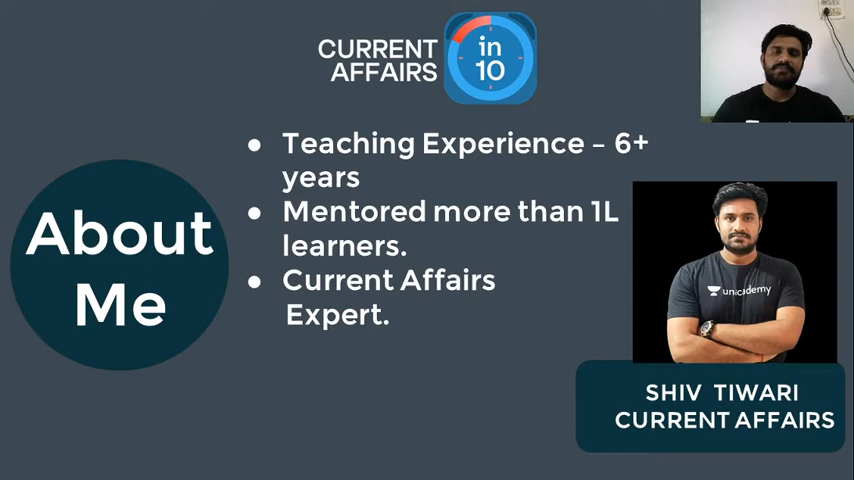 CURRENT
AFFAIRS
in
10
About
Me
● Teaching Experience – 6+
years
● Mentored more than 1L
learners.
● Current Affairs
Expert.
unacademy
SHIV TIWARI
CURRENT AFFAIRS